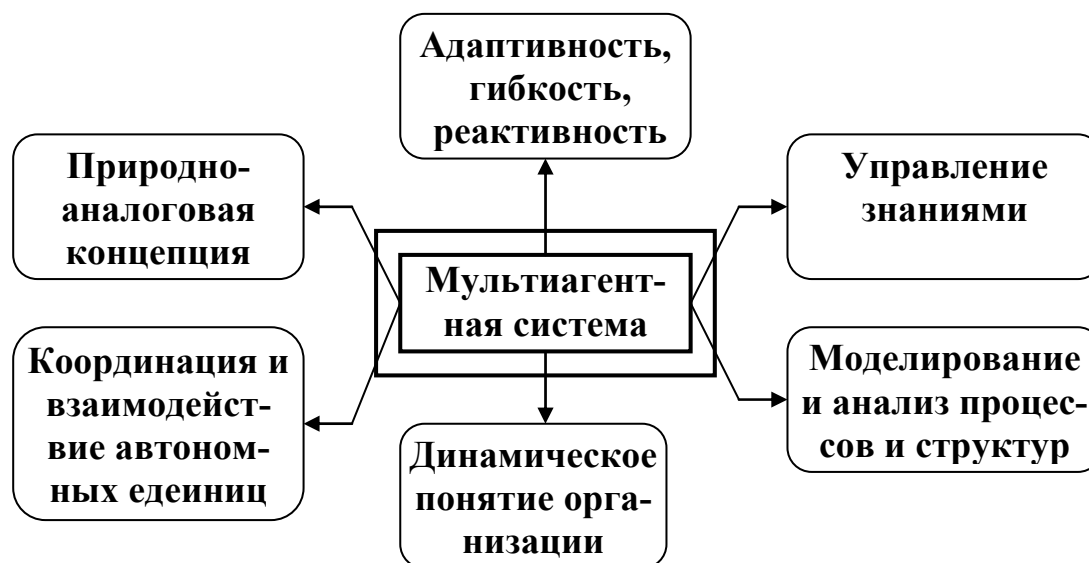 Адаптивность,
гибкость,
реактивность
Природно-
аналоговая
концепция
Управление
знаниями
Мультиагент-
ная система
Координация и
взаимодейст-
вие автоном-
ных едеиниц
Моделирование
и анализ процес-
сов и структур
Динамическое
понятие орга-
низации